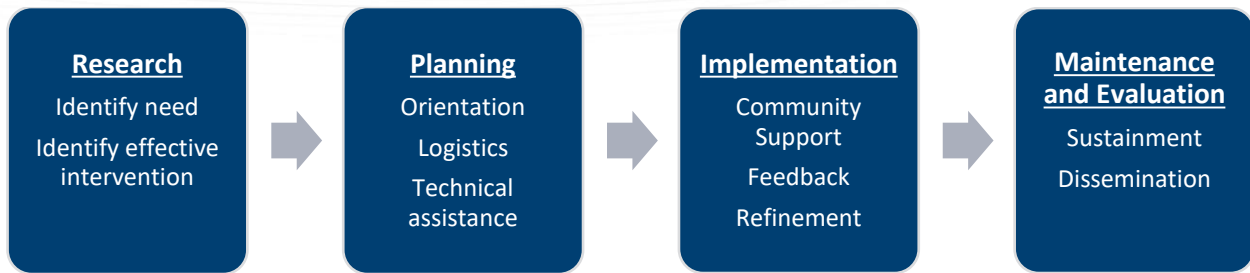 Research
Identify need
Identify effective
intervention
Planning
Orientation
Logistics
Technical
assistance
Implementation
Community
Support
Feedback
Refinement
Maintenance
and Evaluation
Sustainment
Dissemination